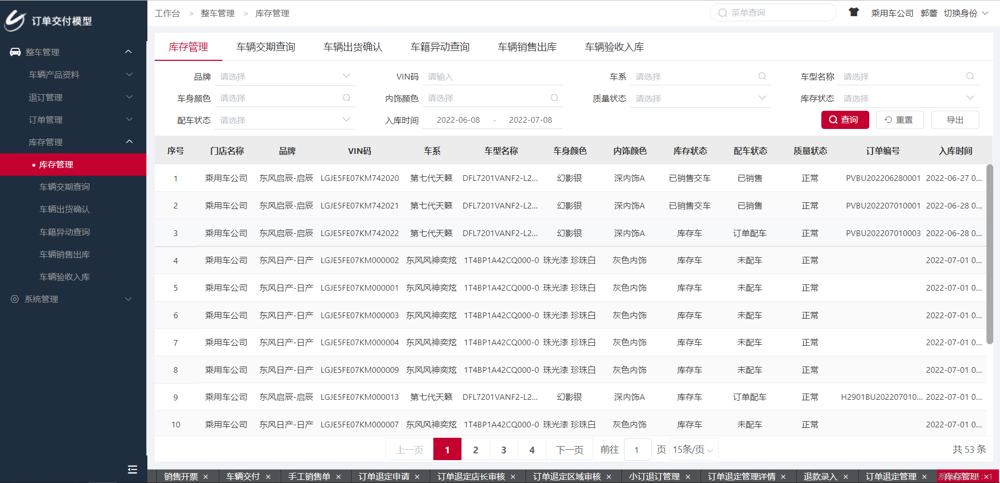 订单交付模型
工作台 > 整车管理 > 库存管理
菜单查询
乘用车公司 郭蕾 切换身份
整车管理
车辆产品资料
退订管理
订单管理
库存管理
库存管理
车辆交期查询
车辆出货确认
车籍异动查询
车辆销售出库
车辆验收入库
系统管理
库存管理 车辆交期查询 车辆出货确认 车籍异动查询 车辆销售出库 车辆验收入库
品牌 请选择 VIN码 请输入 车系 请选择 车型名称 请选择
车身颜色 请选择 内饰颜色 请选择 质量状态 请选择 库存状态 请选择
配车状态 请选择 入库时间 2022-06-08 - 2022-07-08 查询 重置 导出
序号 门店名称 品牌 VIN码 车系 车型名称 车身颜色 内饰颜色 库存状态 配车状态 质量状态 订单编号 入库时间
1 乘用车公司 东风启辰-启辰 LGJE5FE07KM742020 第七代天籁 DFL7201VANF2-L2... 幻影银 深内饰A 已销售交车 已销售 正常 PVBU202206280001 2022-06-27 0...
2 乘用车公司 东风启辰-启辰 LGJE5FE07KM742021 第七代天籁 DFL7201VANF2-L2... 幻影银 深内饰A 已销售交车 已销售 正常 PVBU202207010001 2022-06-28 0...
3 乘用车公司 东风启辰-启辰 LGJE5FE07KM742022 第七代天籁 DFL7201VANF2-L2... 幻影银 深内饰A 库存车 订单配车 正常 PVBU202207010003 2022-06-28 0...
4 乘用车公司 东风日产-日产 LGJE5FE07KM000002 东风风神奕炫 1T4BP1A42CQ000-0 珠光漆 珍珠白 灰色内饰 库存车 未配车 正常 2022-07-01 0...
5 乘用车公司 东风日产-日产 LGJE5FE07KM000001 东风风神奕炫 1T4BP1A42CQ000-0 珠光漆 珍珠白 灰色内饰 库存车 未配车 正常 2022-07-01 0...
6 乘用车公司 东风日产-日产 LGJE5FE07KM000003 东风风神奕炫 1T4BP1A42CQ000-0 珠光漆 珍珠白 灰色内饰 库存车 未配车 正常 2022-07-01 0...
7 乘用车公司 东风日产-日产 LGJE5FE07KM000004 东风风神奕炫 1T4BP1A42CQ000-0 珠光漆 珍珠白 灰色内饰 库存车 未配车 正常 2022-07-01 0...
8 乘用车公司 东风日产-日产 LGJE5FE07KM000009 东风风神奕炫 1T4BP1A42CQ000-0 珠光漆 珍珠白 灰色内饰 库存车 未配车 正常 2022-07-01 0...
9 乘用车公司 东风启辰-启辰 LGJE5FE07KM000013 第七代天籁 DFL7201VANF2-L2... 幻影银 深内饰A 库存车 订单配车 正常 H2901BU202207010... 2022-07-01 0...
10 乘用车公司 东风日产-日产 LGJE5FE07KM000007 东风风神奕炫 1T4BP1A42CQ000-0 珠光漆 珍珠白 灰色内饰 库存车 未配车 正常 2022-07-01 0...
上一页 1 2 3 4 下一页 前往 1 页 15条/页 共 53 条
销售开票 × 车辆交付 × 手工销售单 × 订单退定申请 × 订单退定店长审核 × 订单退定区域审核 × 小订退订管理 × 订单退定管理详情 × 退款录入 × 订单退定管理 × 库存管理 ×